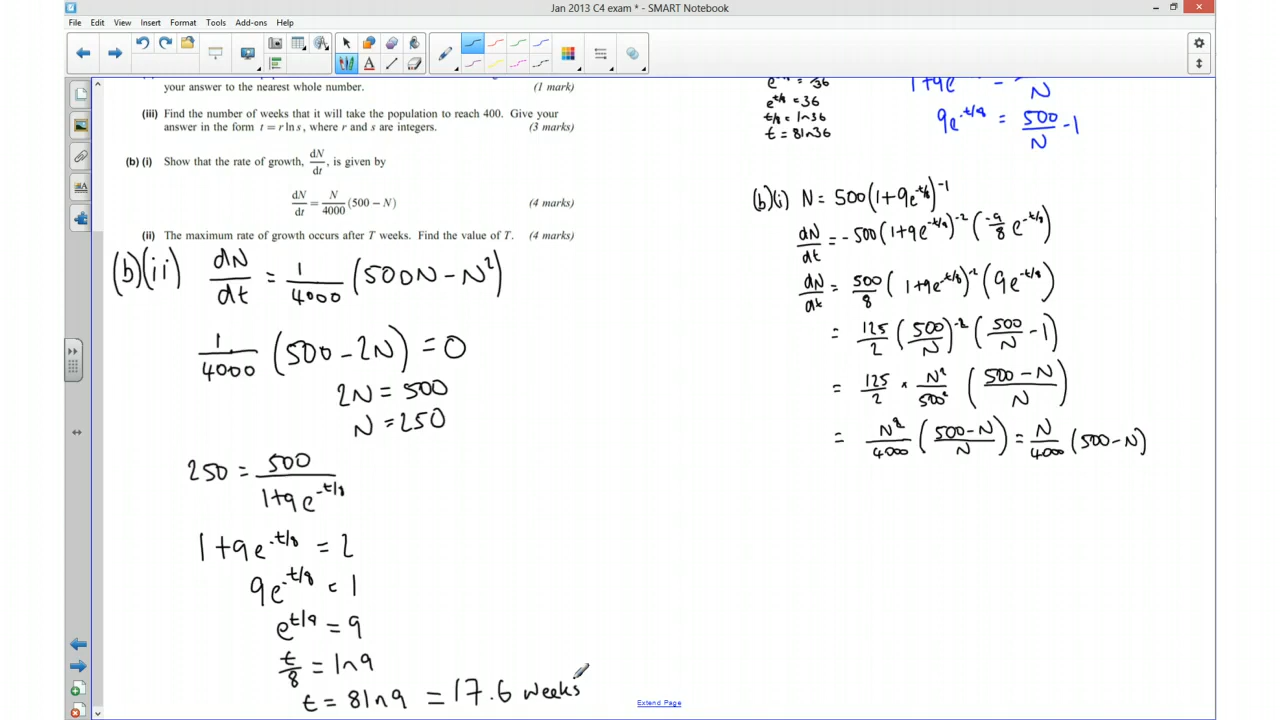 Jan 2013 C4 exam * - SMART Notebook
File Edit View Insert Format Tools Add-ons Help
your answer to the nearest whole number. (1 mark)
(iii) Find the number of weeks that it will take the population to reach 400. Give your
answer in the form t = r ln s, where r and s are integers. (3 marks)
(b) (i) Show that the rate of growth, dN/dt, is given by
dN/dt = N/4000 (500 − N) (4 marks)
(ii) The maximum rate of growth occurs after T weeks. Find the value of T. (4 marks)
(b)(ii) dN/dt = 1/4000 (500N − N²)
1/4000 (500 − 2N) = 0
2N = 500
N = 250
250 = 500/(1+9e^-t/8)
1+9e^-t/8 = 2
9e^-t/8 = 1
e^t/8 = 9
t/8 = ln9
t = 8ln9 = 17.6 weeks
e^t/8 = 36
t/8 = ln36
t = 8ln36
9e^-t/8 = 500/N − 1
(b)(i) N = 500(1+9e^-t/8)^-1
dN/dt = −500(1+9e^-t/8)^-2 (−9/8 e^-t/8)
dN/dt = 500/8 (1+9e^-t/8)^-2 (9e^-t/8)
= 125/2 (500/N)^-2 (500/N − 1)
= 125/2 × N²/500² ((500−N)/N)
= N²/4000 ((500−N)/N) = N/4000 (500−N)
Extend Page